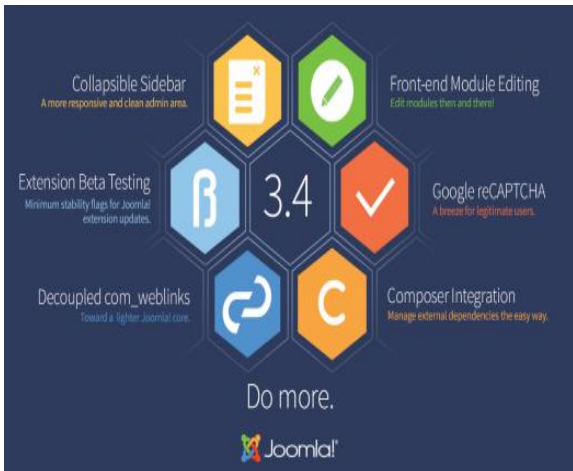 Collapsible Sidebar
A more responsive and clean admin area.
Front-end Module Editing
Edit modules then and there!
Extension Beta Testing
Minimum stability flags for Joomla!
extension updates.
β
3.4
Google reCAPTCHA
A breeze for legitimate users.
Decoupled com_weblinks
Toward a lighter Joomla! core.
C
Composer Integration
Manage external dependencies the easy way.
Do more.
Joomla!®